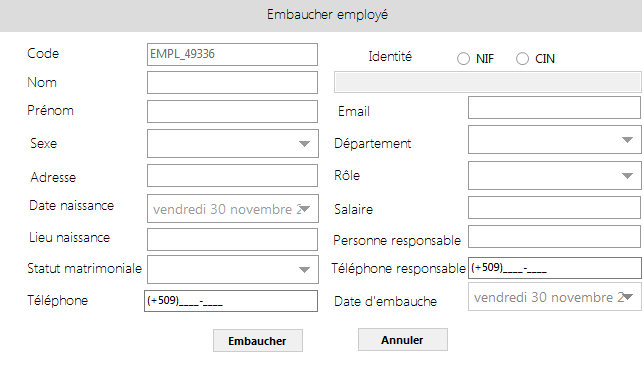 Embaucher employé
Code EMPL_49336
Identité NIF CIN
Nom
Prénom
Email
Sexe
Département
Adresse
Rôle
Date naissance vendredi 30 novembre 2
Salaire
Lieu naissance
Personne responsable
Statut matrimoniale
Téléphone responsable (+509)____-____
Téléphone (+509)____-____
Date d'embauche vendredi 30 novembre 2
Embaucher Annuler